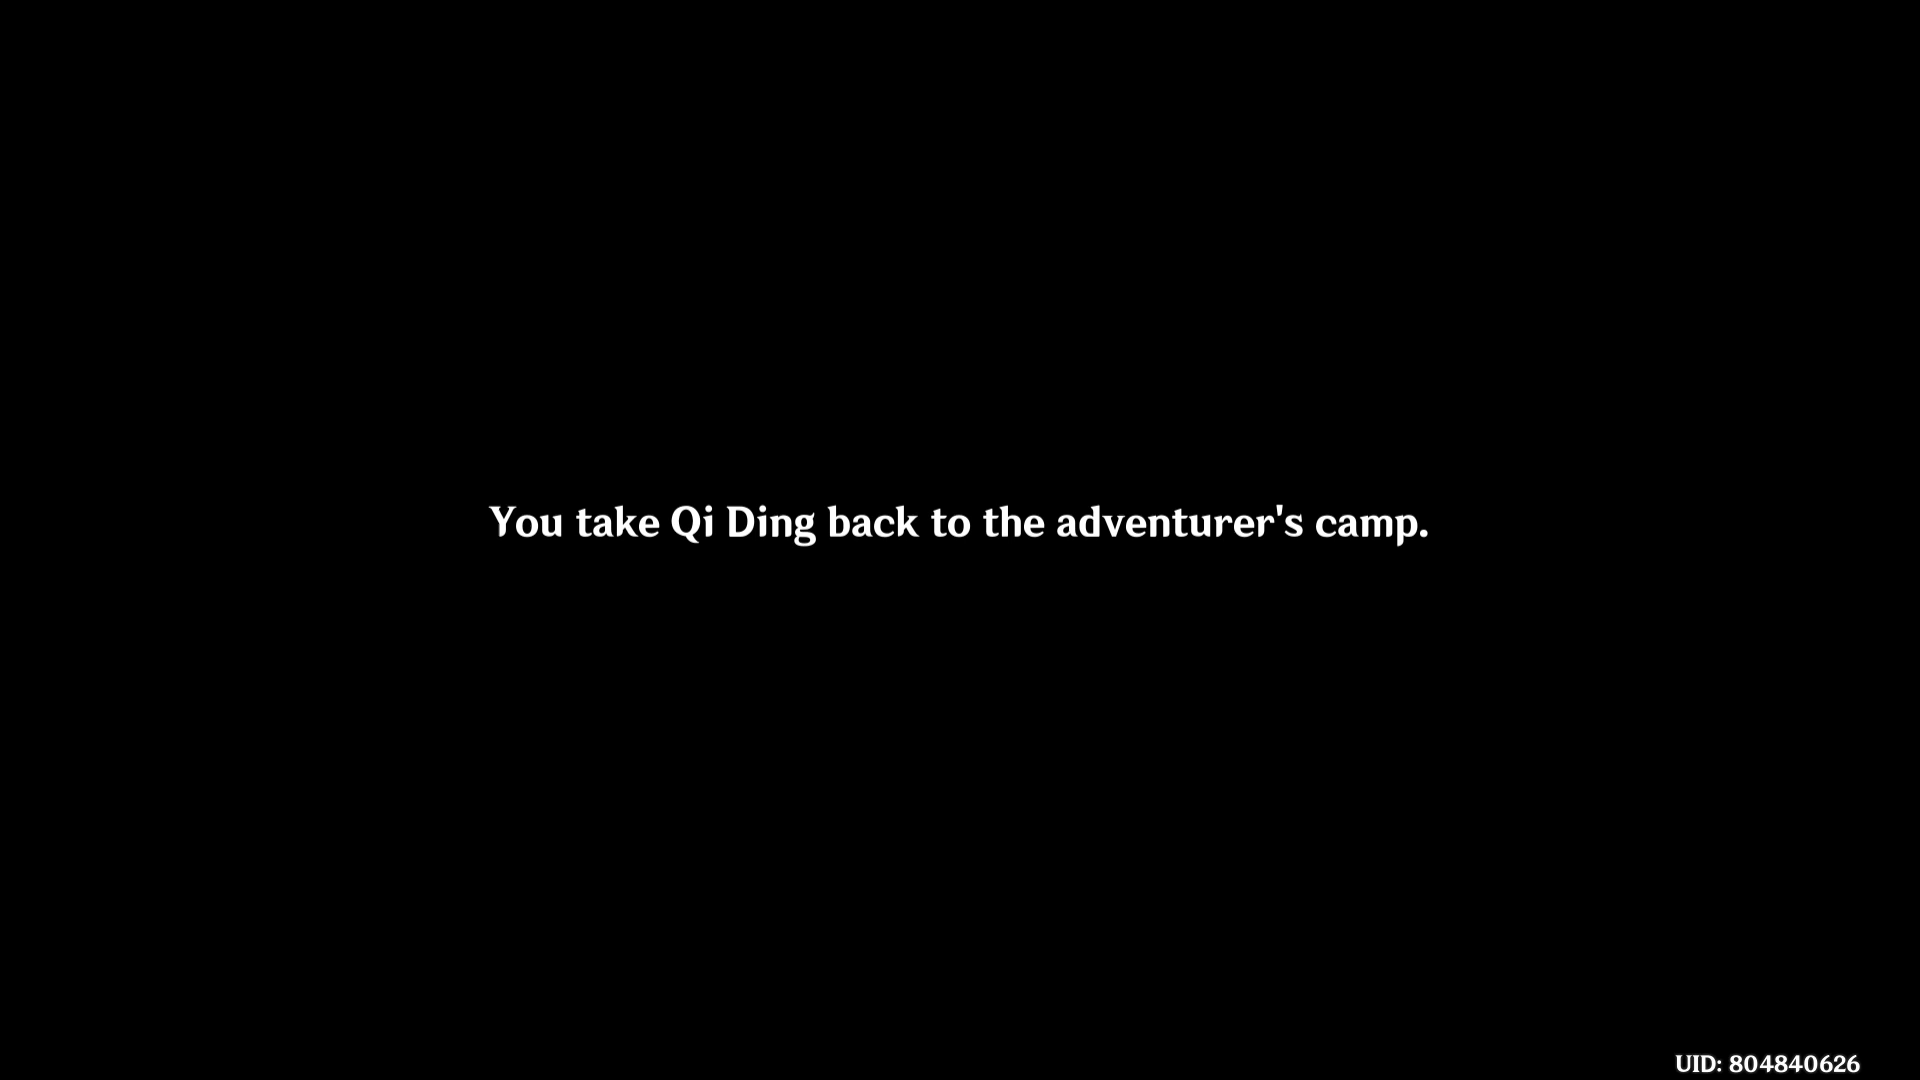 You take Qi Ding back to the adventurer's camp.
UID: 804840626